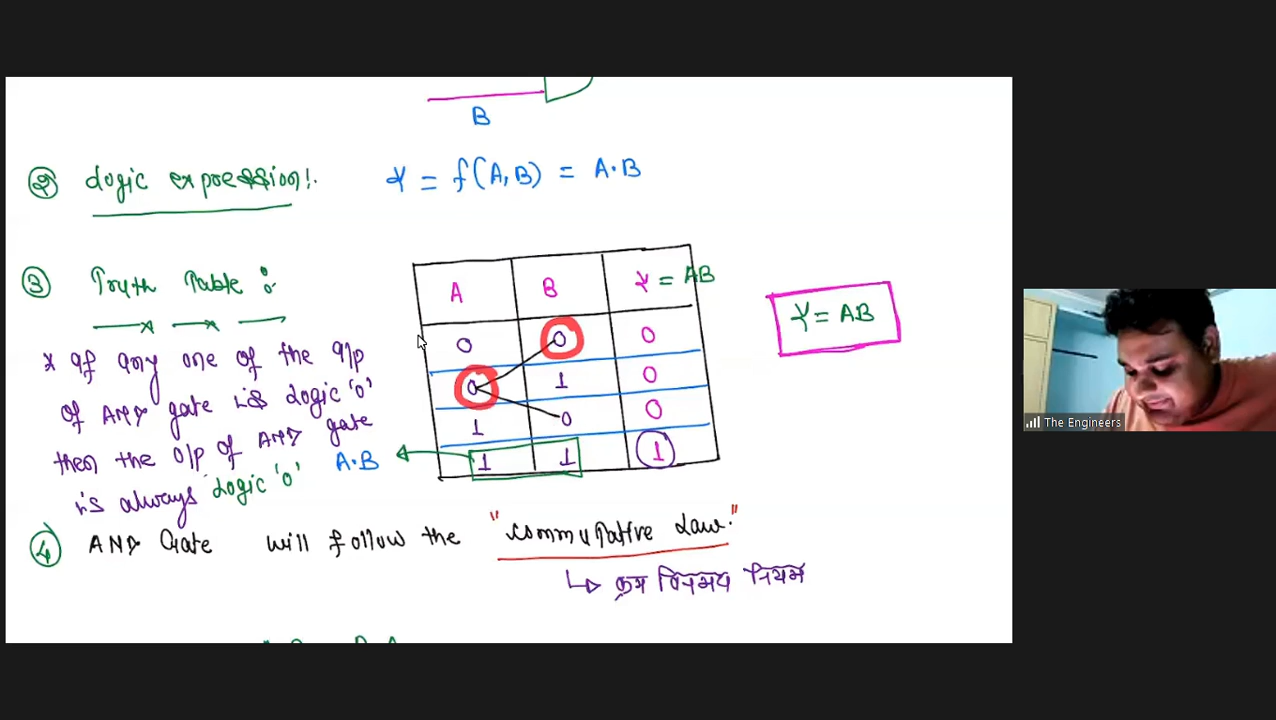 B
② Logic expression:.
Y = f(A,B) = A·B
③ Truth Table :-
A B Y = AB
0 0 0
0 1 0
1 0 0
1 1 1
Y = AB
x If any one of the I/p
of AND gate is Logic '0'
then the O/p of AND gate
is always Logic '0'
A·B
④ AND Gate will follow the "Commutative Law."
क्रम विनिमय नियम
The Engineers